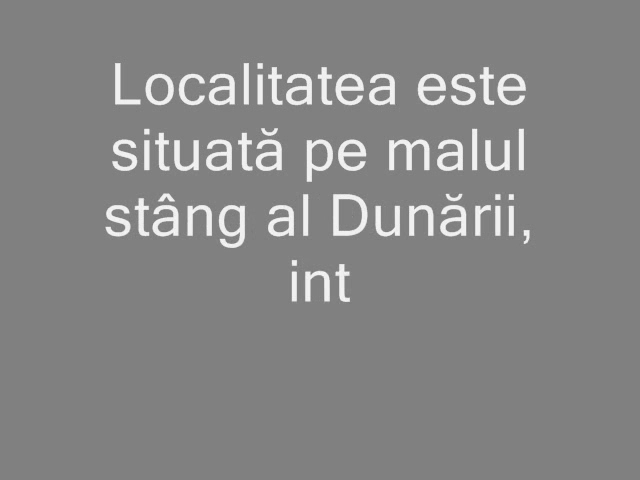 Localitatea este
situată pe malul
stâng al Dunării,
int